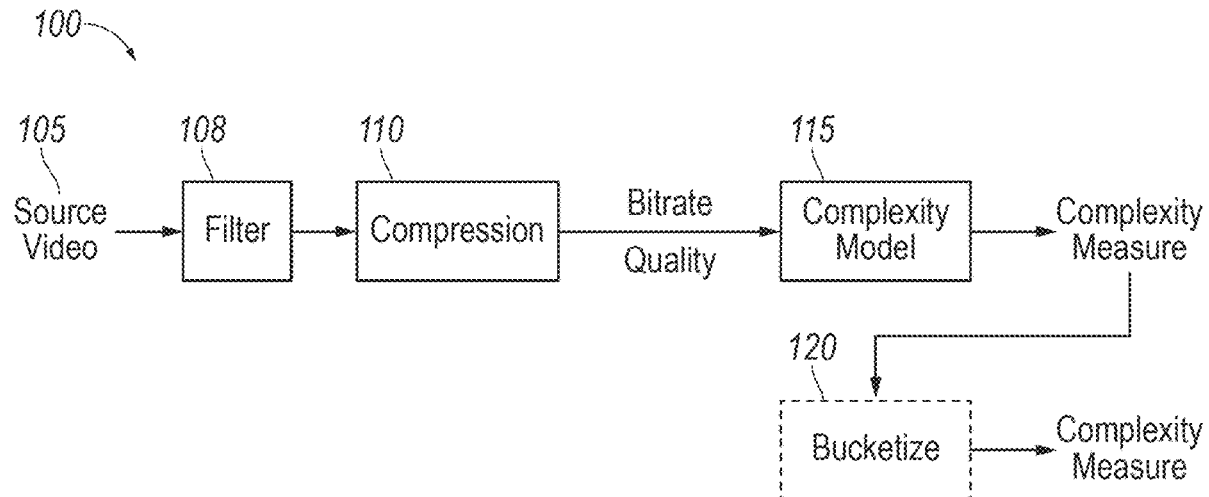 100
105
108
110
115
Source
Video
Filter
Compression
Bitrate
Quality
Complexity
Model
Complexity
Measure
120
Bucketize
Complexity
Measure